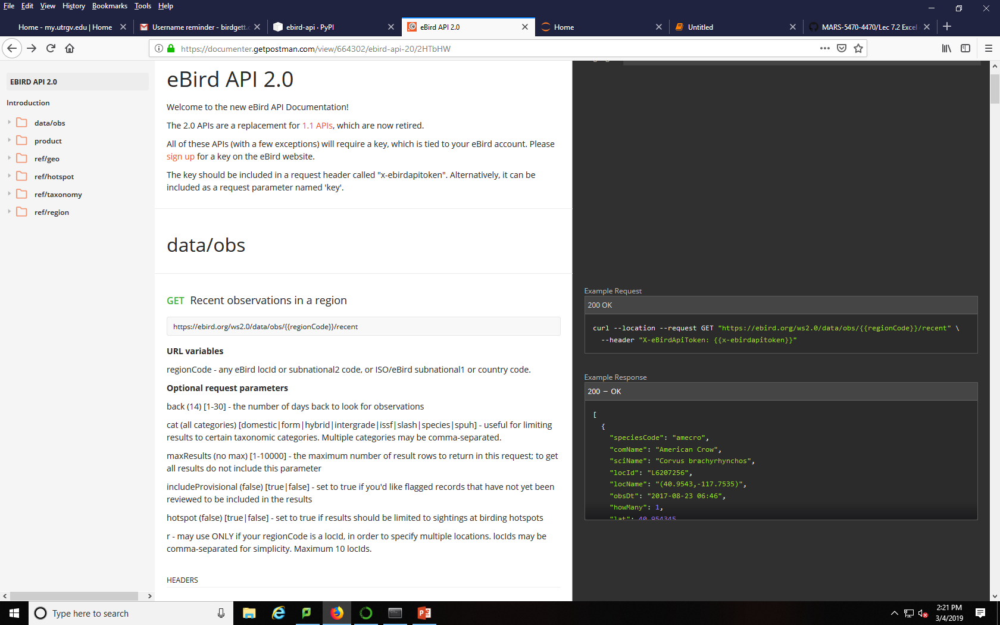 File Edit View History Bookmarks Tools Help
Home - my.utrgv.edu | Home
Username reminder - birdgett.
ebird-api · PyPI
eBird API 2.0
Home
Untitled
MARS-5470-4470/Lec 7.2 Excel
https://documenter.getpostman.com/view/664302/ebird-api-20/2HTbHW
EBIRD API 2.0
Introduction
data/obs
product
ref/geo
ref/hotspot
ref/taxonomy
ref/region
eBird API 2.0
Welcome to the new eBird API Documentation!
The 2.0 APIs are a replacement for 1.1 APIs, which are now retired.
All of these APIs (with a few exceptions) will require a key, which is tied to your eBird account. Please
sign up for a key on the eBird website.
The key should be included in a request header called "x-ebirdapitoken". Alternatively, it can be
included as a request parameter named 'key'.
data/obs
GET Recent observations in a region
https://ebird.org/ws2.0/data/obs/{{regionCode}}/recent
URL variables
regionCode - any eBird locId or subnational2 code, or ISO/eBird subnational1 or country code.
Optional request parameters
back (14) [1-30] - the number of days back to look for observations
cat (all categories) [domestic|form|hybrid|intergrade|issf|slash|species|spuh] - useful for limiting
results to certain taxonomic categories. Multiple categories may be comma-separated.
maxResults (no max) [1-10000] - the maximum number of result rows to return in this request; to get
all results do not include this parameter
includeProvisional (false) [true|false] - set to true if you'd like flagged records that have not yet been
reviewed to be included in the results
hotspot (false) [true|false] - set to true if results should be limited to sightings at birding hotspots
r - may use ONLY if your regionCode is a locId, in order to specify multiple locations. locIds may be
comma-separated for simplicity. Maximum 10 locIds.
HEADERS
Example Request
200 OK
curl --location --request GET "https://ebird.org/ws2.0/data/obs/{{regionCode}}/recent" \
--header "X-eBirdApiToken: {{x-ebirdapitoken}}"
Example Response
200 − OK
[
{
"speciesCode": "amecro",
"comName": "American Crow",
"sciName": "Corvus brachyrhynchos",
"locId": "L6207256",
"locName": "(40.9543,-117.7535)",
"obsDt": "2017-08-23 06:46",
"howMany": 1,
"lat": 40.954345
Type here to search
2:21 PM
3/4/2019